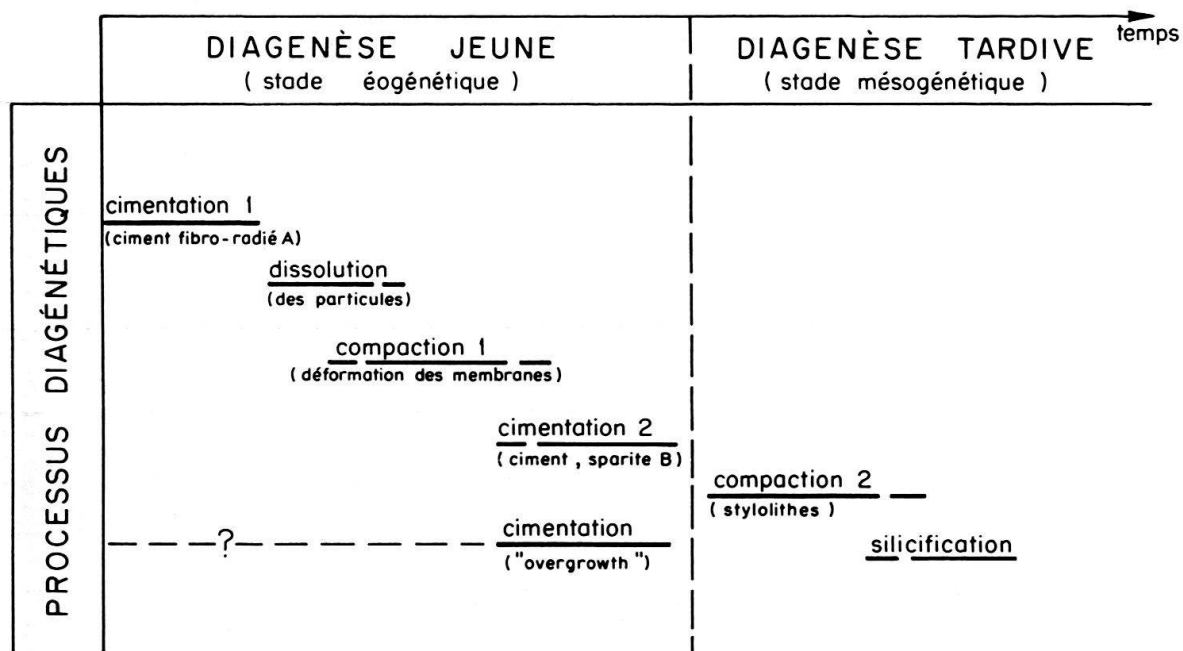 temps
DIAGENÈSE JEUNE
( stade éogénétique )
DIAGENÈSE TARDIVE
( stade mésogénétique )
PROCESSUS DIAGÉNÉTIQUES
cimentation 1
(ciment fibro-radié A)
dissolution
(des particules)
compaction 1
(déformation des membranes)
cimentation 2
(ciment , sparite B)
compaction 2
( stylolithes )
?
cimentation
("overgrowth")
silicification